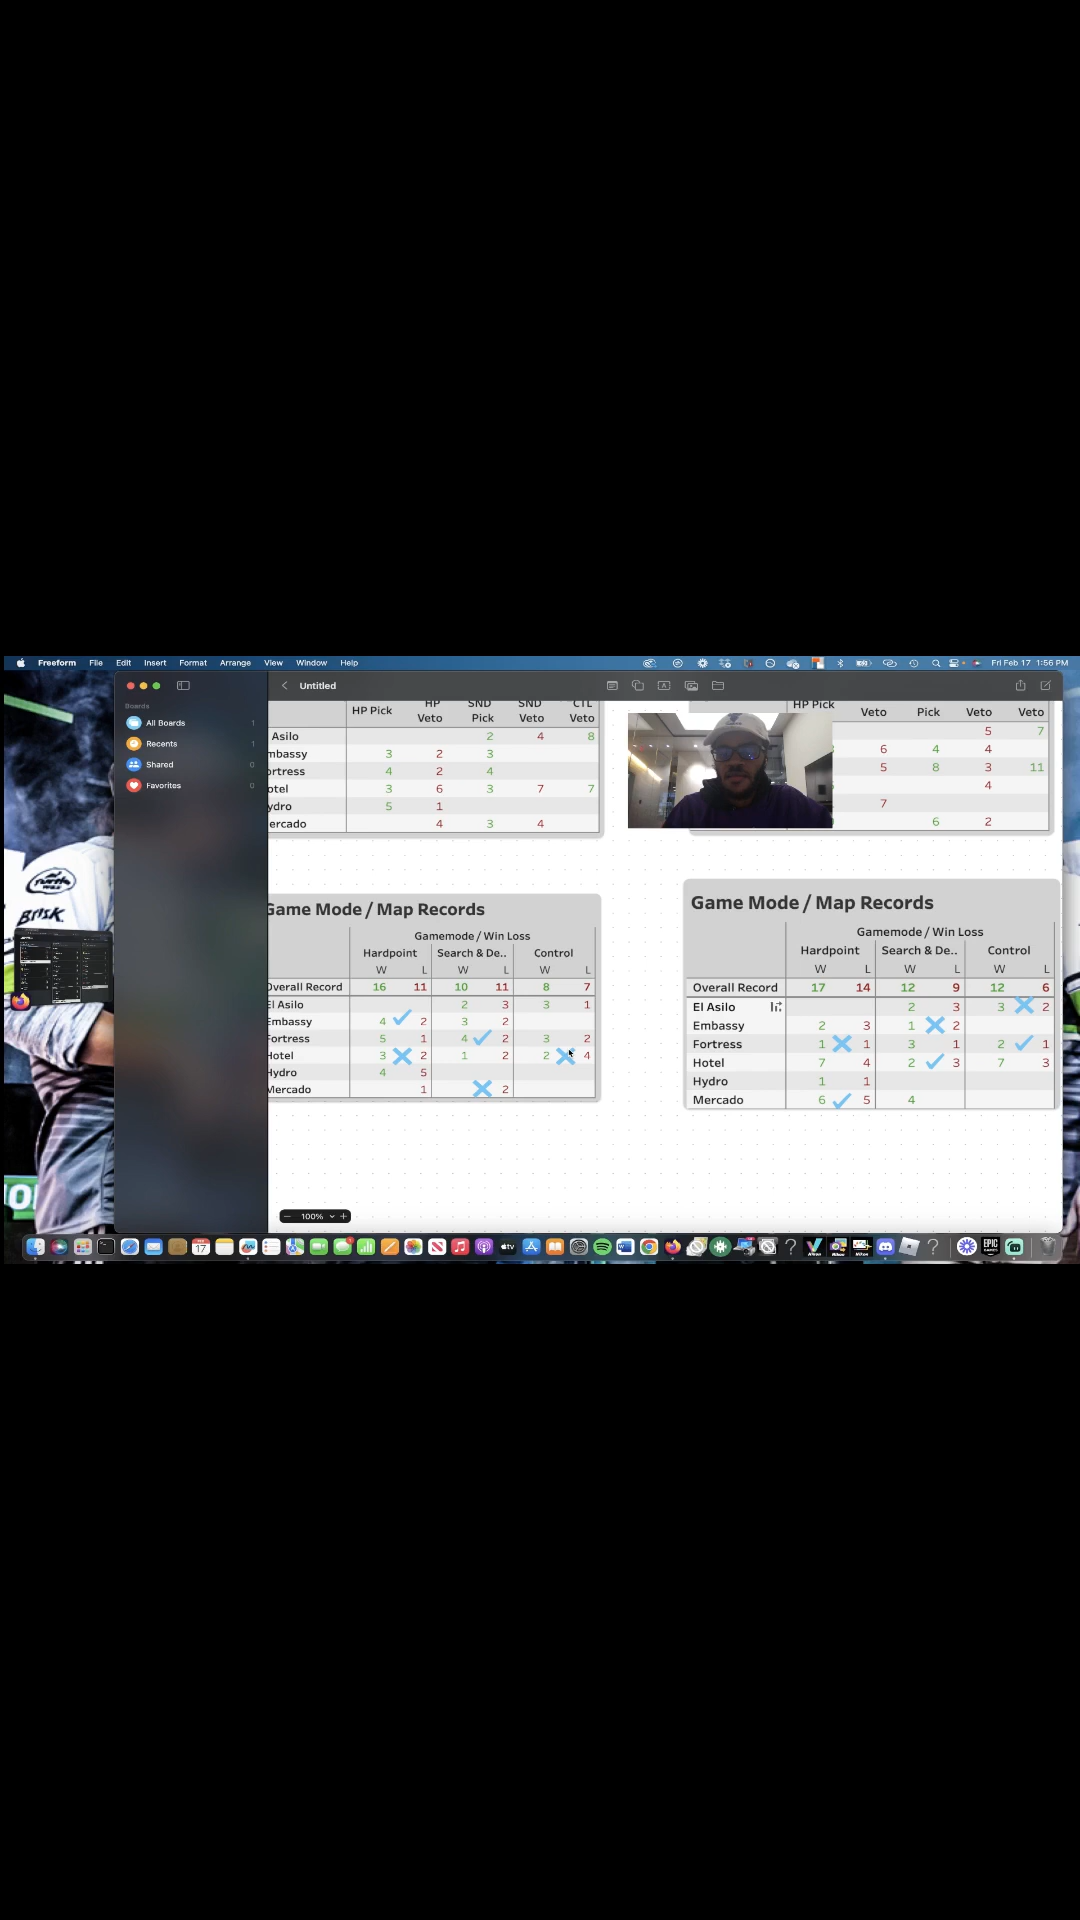 Freeform File Edit Insert Format Arrange View Window Help
Fri Feb 17 1:56 PM
Boards
All Boards 1
Recents 1
Shared 0
Favorites 0
Untitled
HP Pick HP Veto SND Pick SND Veto CTL Veto
Asilo 2 4 8
mbassy 3 2 3
ortress 4 2 4
otel 3 6 3 7 7
ydro 5 1
ercado 4 3 4
HP Pick Veto Pick Veto Veto
5 7
6 4 4
5 8 3 11
4
7
6 2
Game Mode / Map Records
Gamemode / Win Loss
Hardpoint Search & De.. Control
W L W L W L
Overall Record 16 11 10 11 8 7
El Asilo 2 3 3 1
Embassy 4 2 3 2
Fortress 5 1 4 2 3 2
Hotel 3 2 1 2 2 4
Hydro 4 5
Mercado 1 2
Game Mode / Map Records
Gamemode / Win Loss
Hardpoint Search & De.. Control
W L W L W L
Overall Record 17 14 12 9 12 6
El Asilo 2 3 3 2
Embassy 2 3 1 2
Fortress 1 1 3 1 2 1
Hotel 7 4 2 3 7 3
Hydro 1 1
Mercado 6 5 4
100%
BRISK.
17
tv
EPIC